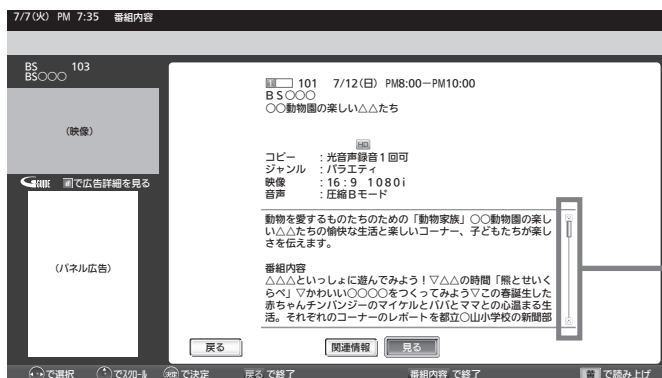 7/7(火) PM 7:35 番組内容
BS 103
BS○○○
(映像)
GUIDE で広告詳細を見る
(パネル広告)
101 7/12(日) PM8:00－PM10:00
BS○○○
○○動物園の楽しい△△たち
HD
コピー :光音声録音1回可
ジャンル :バラエティ
映像 :16:9 1080i
音声 :圧縮Bモード
動物を愛するものたちのための「動物家族」○○動物園の楽し
い△△たちの愉快な生活と楽しいコーナー、子どもたちが楽し
さを伝えます。
番組内容
△△△といっしょに遊んでみよう!▽△△の時間「熊とせいく
らべ」▽かわいい○○○○をつくってみよう▽この春誕生した
赤ちゃんチンパンジーのマイケルとパパとママとの心温まる生
活。それぞれのコーナーのレポートを都立○山小学校の新聞部
戻る 関連情報 見る
で選択 でスクロール 決定 で決定 戻る で終了 番組内容 で終了 黄 で読み上げ